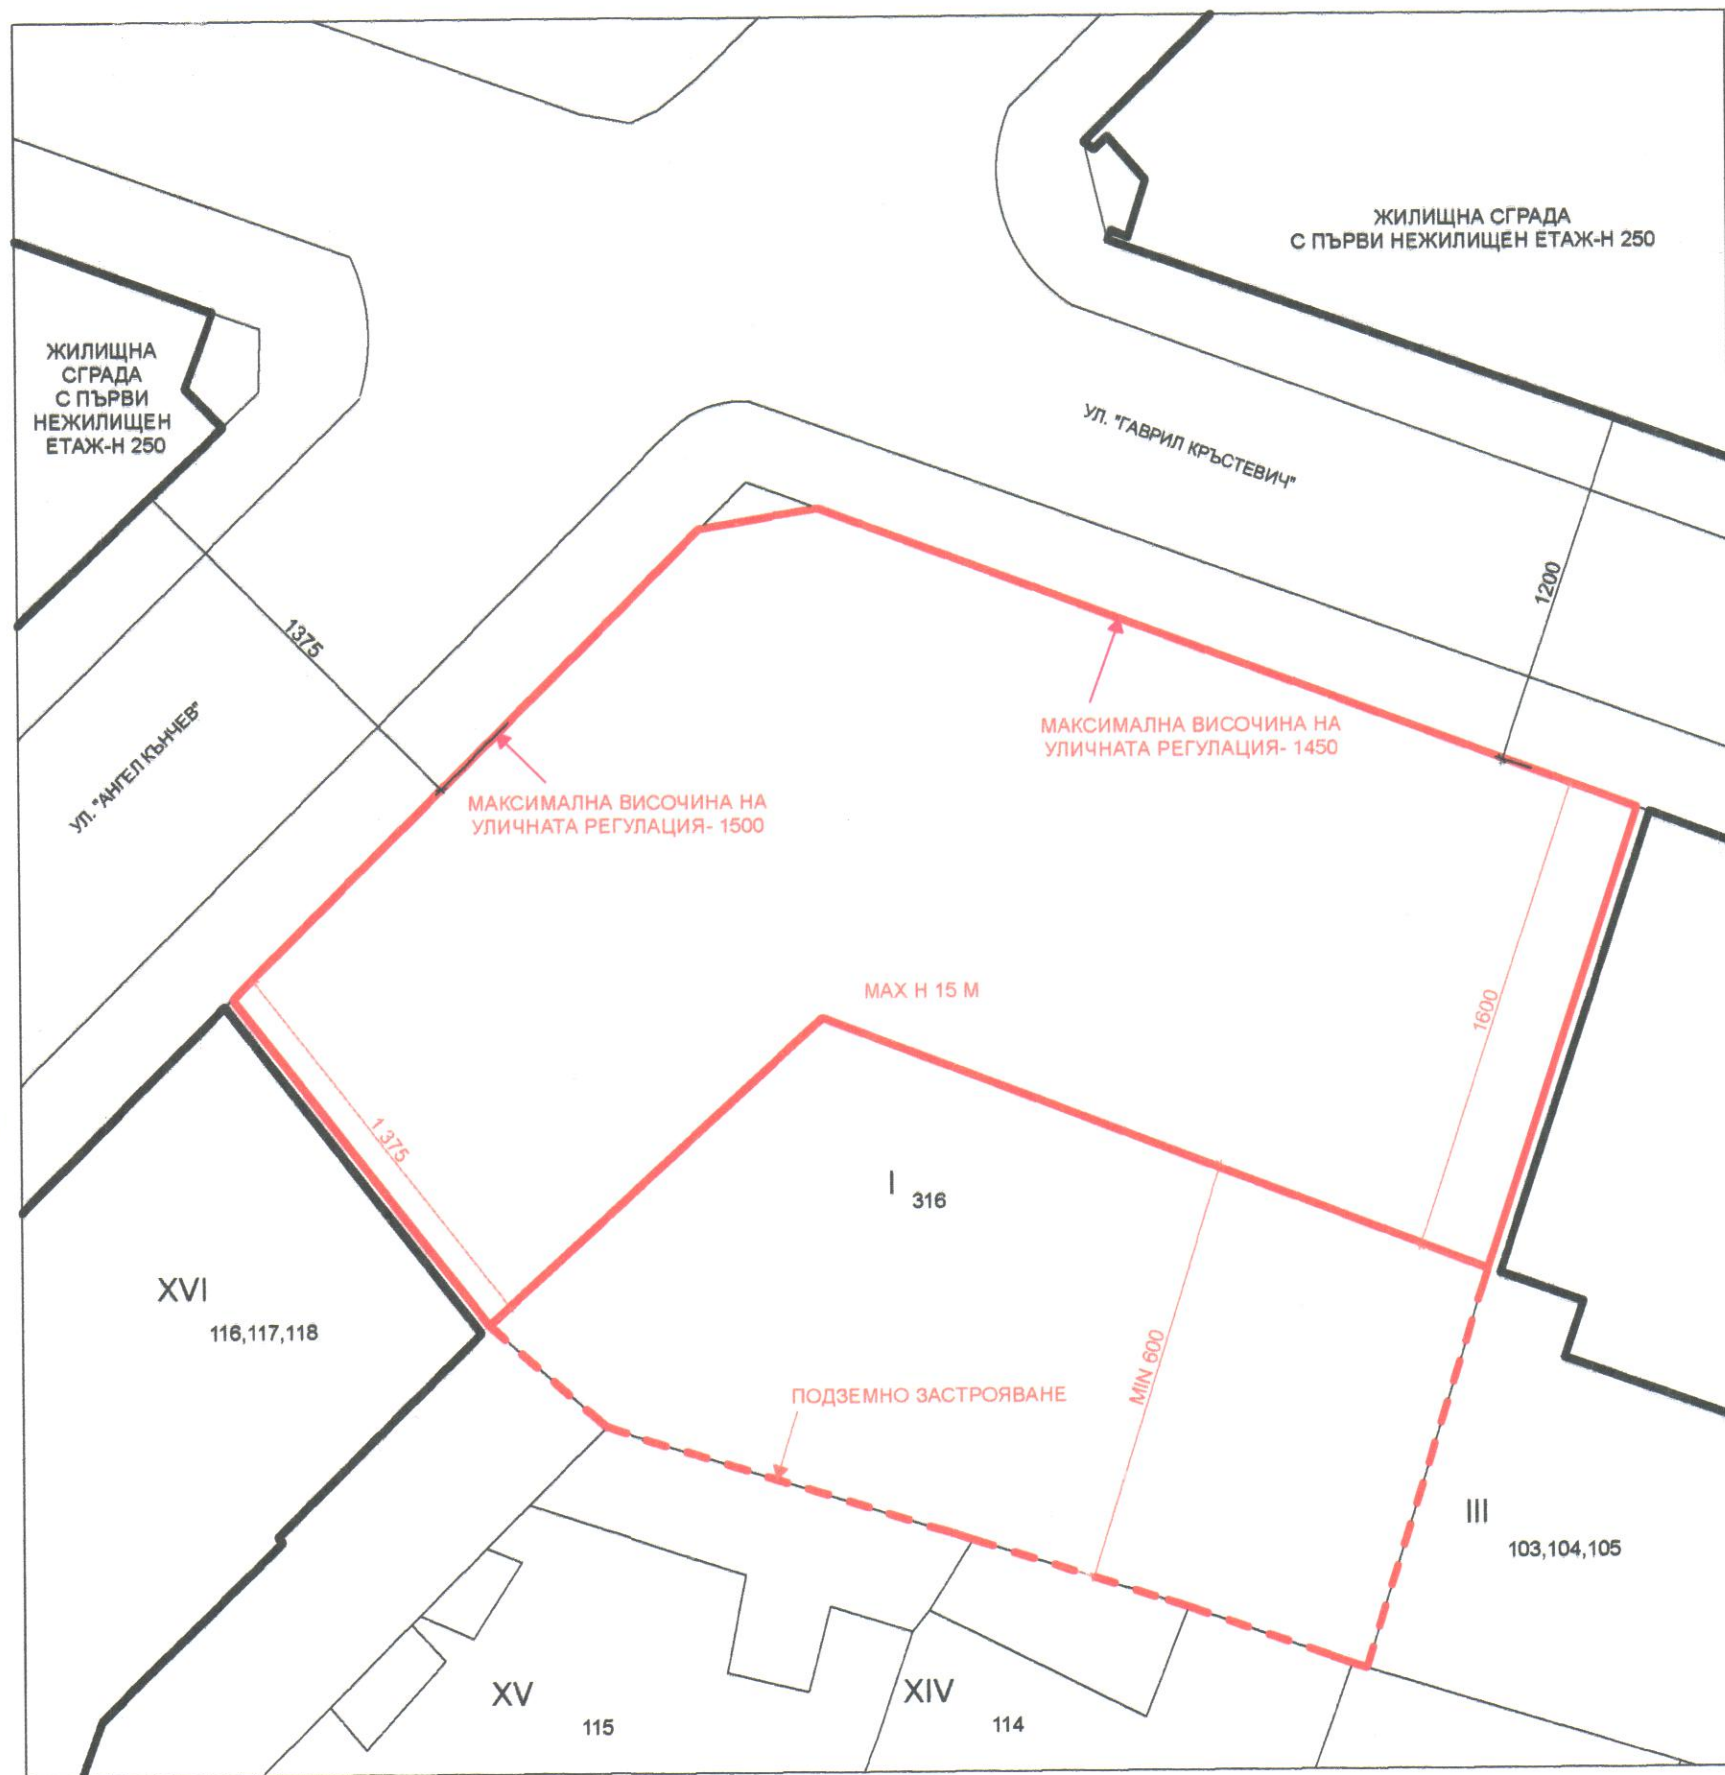 ЖИЛИЩНА СГРАДА
С ПЪРВИ НЕЖИЛИЩЕН ЕТАЖ-Н 250
ЖИЛИЩНА
СГРАДА
С ПЪРВИ
НЕЖИЛИЩЕН
ЕТАЖ-Н 250
УЛ. "ГАВРИЛ КРЪСТЕВИЧ"
1200
1375
УЛ. "АНГЕЛ КЪНЧЕВ"
МАКСИМАЛНА ВИСОЧИНА НА
УЛИЧНАТА РЕГУЛАЦИЯ- 1450
МАКСИМАЛНА ВИСОЧИНА НА
УЛИЧНАТА РЕГУЛАЦИЯ- 1500
MAX H 15 M
1600
1375
I 316
XVI
116,117,118
MIN 600
ПОДЗЕМНО ЗАСТРОЯВАНЕ
III
103,104,105
XV
115
XIV
114